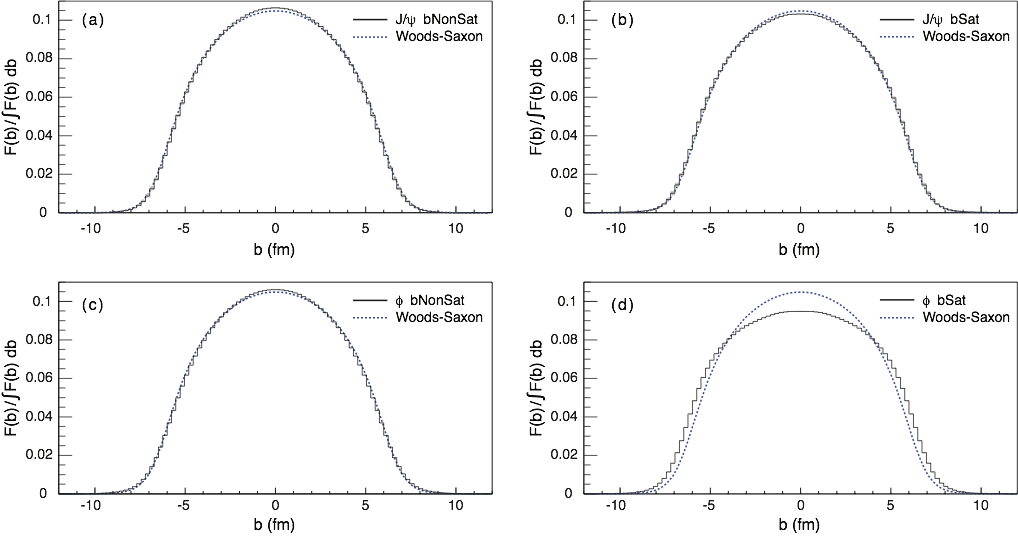 (a)
J/ψ bNonSat
Woods-Saxon
F(b)/∫F(b) db
0.1
0.08
0.06
0.04
0.02
0
-10 -5 0 5 10
b (fm)
(b)
J/ψ bSat
Woods-Saxon
F(b)/∫F(b) db
0.1
0.08
0.06
0.04
0.02
0
-10 -5 0 5 10
b (fm)
(c)
ϕ bNonSat
Woods-Saxon
F(b)/∫F(b) db
0.1
0.08
0.06
0.04
0.02
0
-10 -5 0 5 10
b (fm)
(d)
ϕ bSat
Woods-Saxon
F(b)/∫F(b) db
0.1
0.08
0.06
0.04
0.02
0
-10 -5 0 5 10
b (fm)